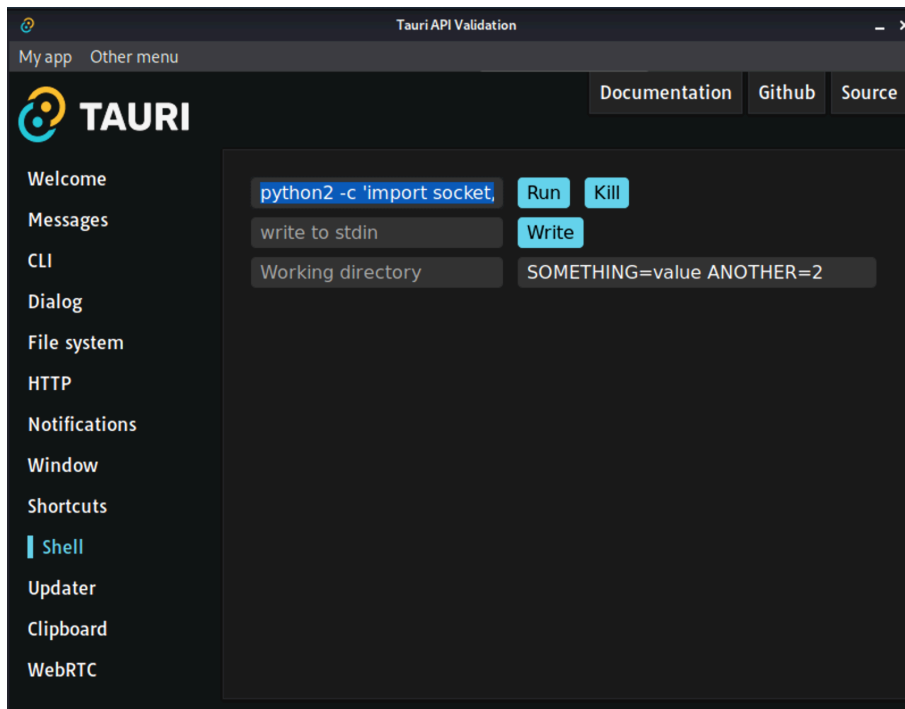 Tauri API Validation
My app Other menu
TAURI
Documentation Github Source
Welcome
Messages
CLI
Dialog
File system
HTTP
Notifications
Window
Shortcuts
Shell
Updater
Clipboard
WebRTC
python2 -c 'import socket, Run Kill
write to stdin Write
Working directory SOMETHING=value ANOTHER=2